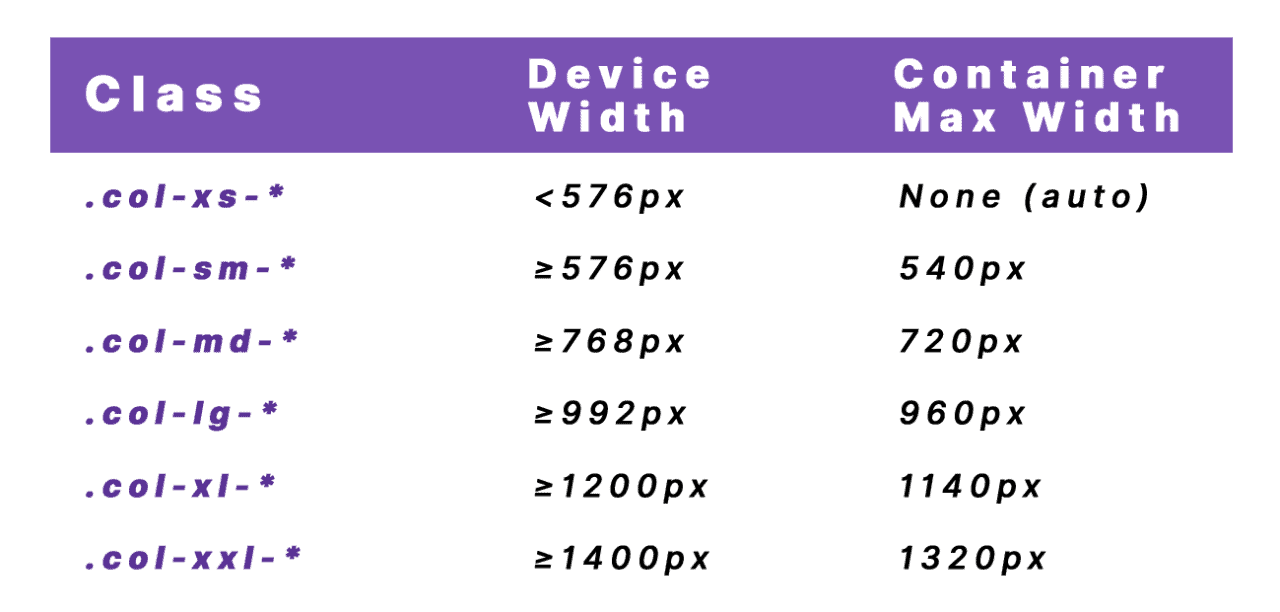 Class Device Width Container Max Width
.col-xs-* <576px None (auto)
.col-sm-* ≥576px 540px
.col-md-* ≥768px 720px
.col-lg-* ≥992px 960px
.col-xl-* ≥1200px 1140px
.col-xxl-* ≥1400px 1320px